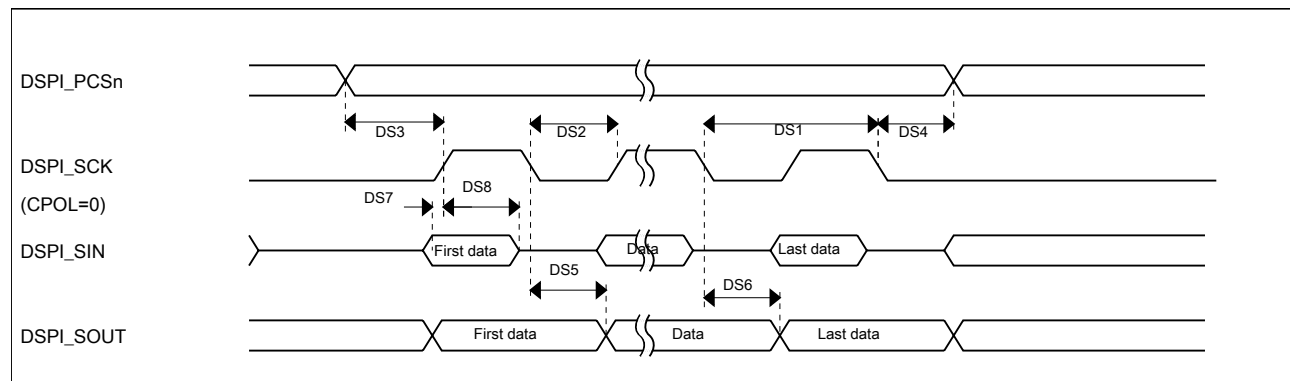 DSPI_PCSn
DS3
DS2
DS1
DS4
DSPI_SCK
DS7
DS8
(CPOL=0)
DSPI_SIN
First data
Data
Last data
DS5
DS6
DSPI_SOUT
First data
Data
Last data